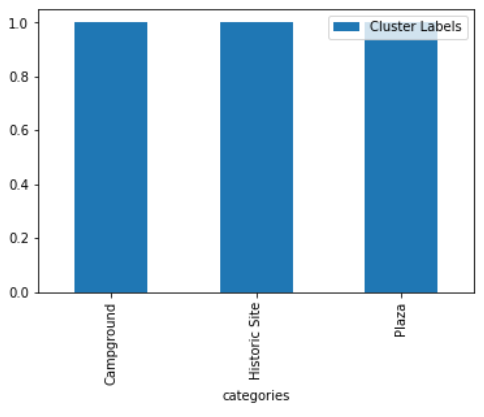 1.0
Cluster Labels
0.8
0.6
0.4
0.2
0.0
Campground
Historic Site
Plaza
categories